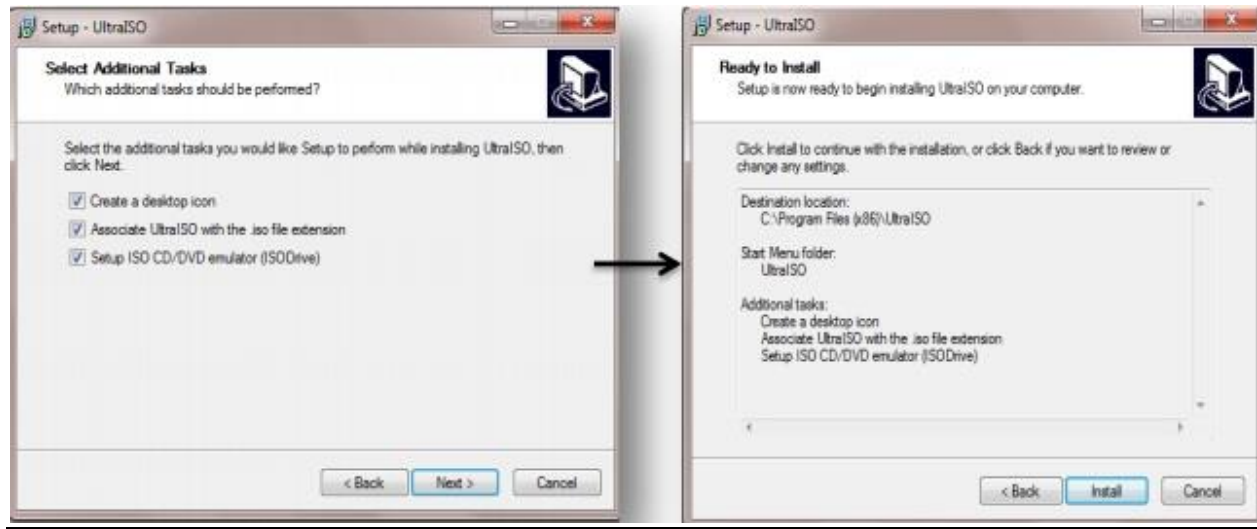 Setup - UltraISO
Select Additional Tasks
Which additional tasks should be performed?
Select the additional tasks you would like Setup to perform while installing UltraISO, then
click Next.
Create a desktop icon
Associate UltraISO with the .iso file extension
Setup ISO CD/DVD emulator (ISODrive)
< Back
Next >
Cancel
Setup - UltraISO
Ready to Install
Setup is now ready to begin installing UltraISO on your computer.
Click Install to continue with the installation, or click Back if you want to review or
change any settings.
Destination location:
C:\Program Files (x86)\UltraISO
Start Menu folder:
UltraISO
Additional tasks:
Create a desktop icon
Associate UltraISO with the .iso file extension
Setup ISO CD/DVD emulator (ISODrive)
< Back
Install
Cancel